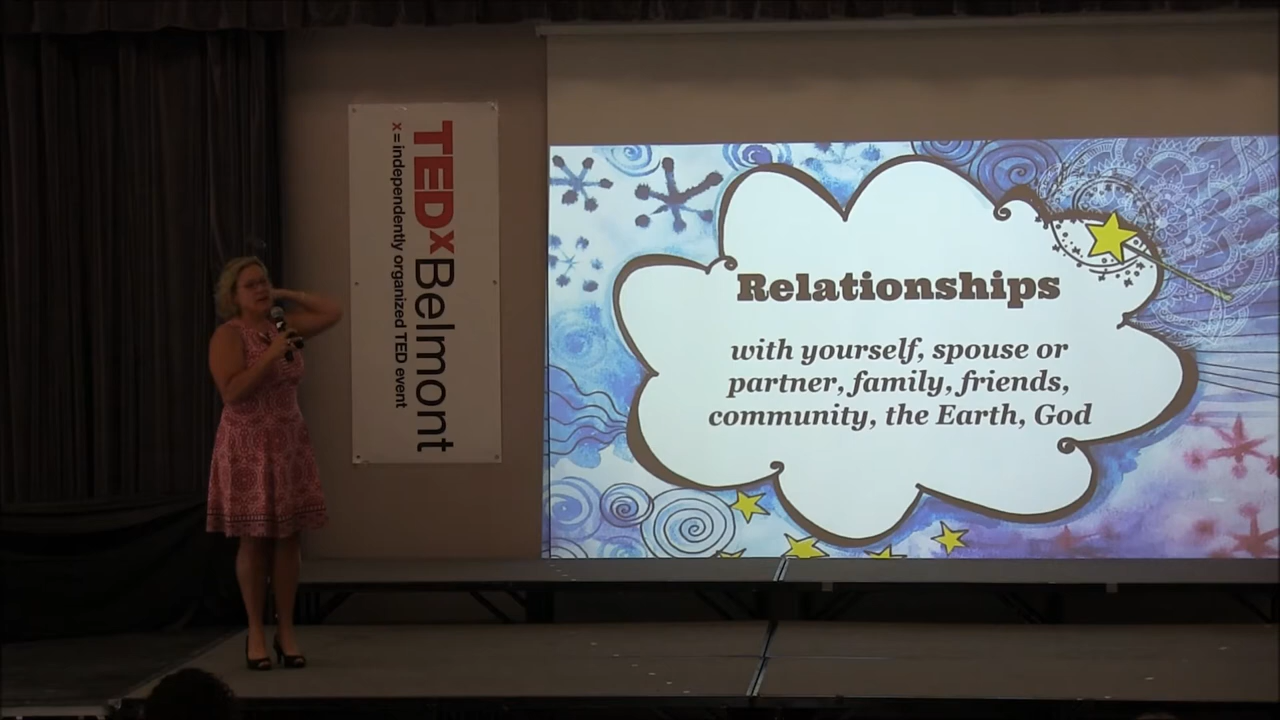 TEDxBelmont
x = independently organized TED event
Relationships
with yourself, spouse or
partner, family, friends,
community, the Earth, God